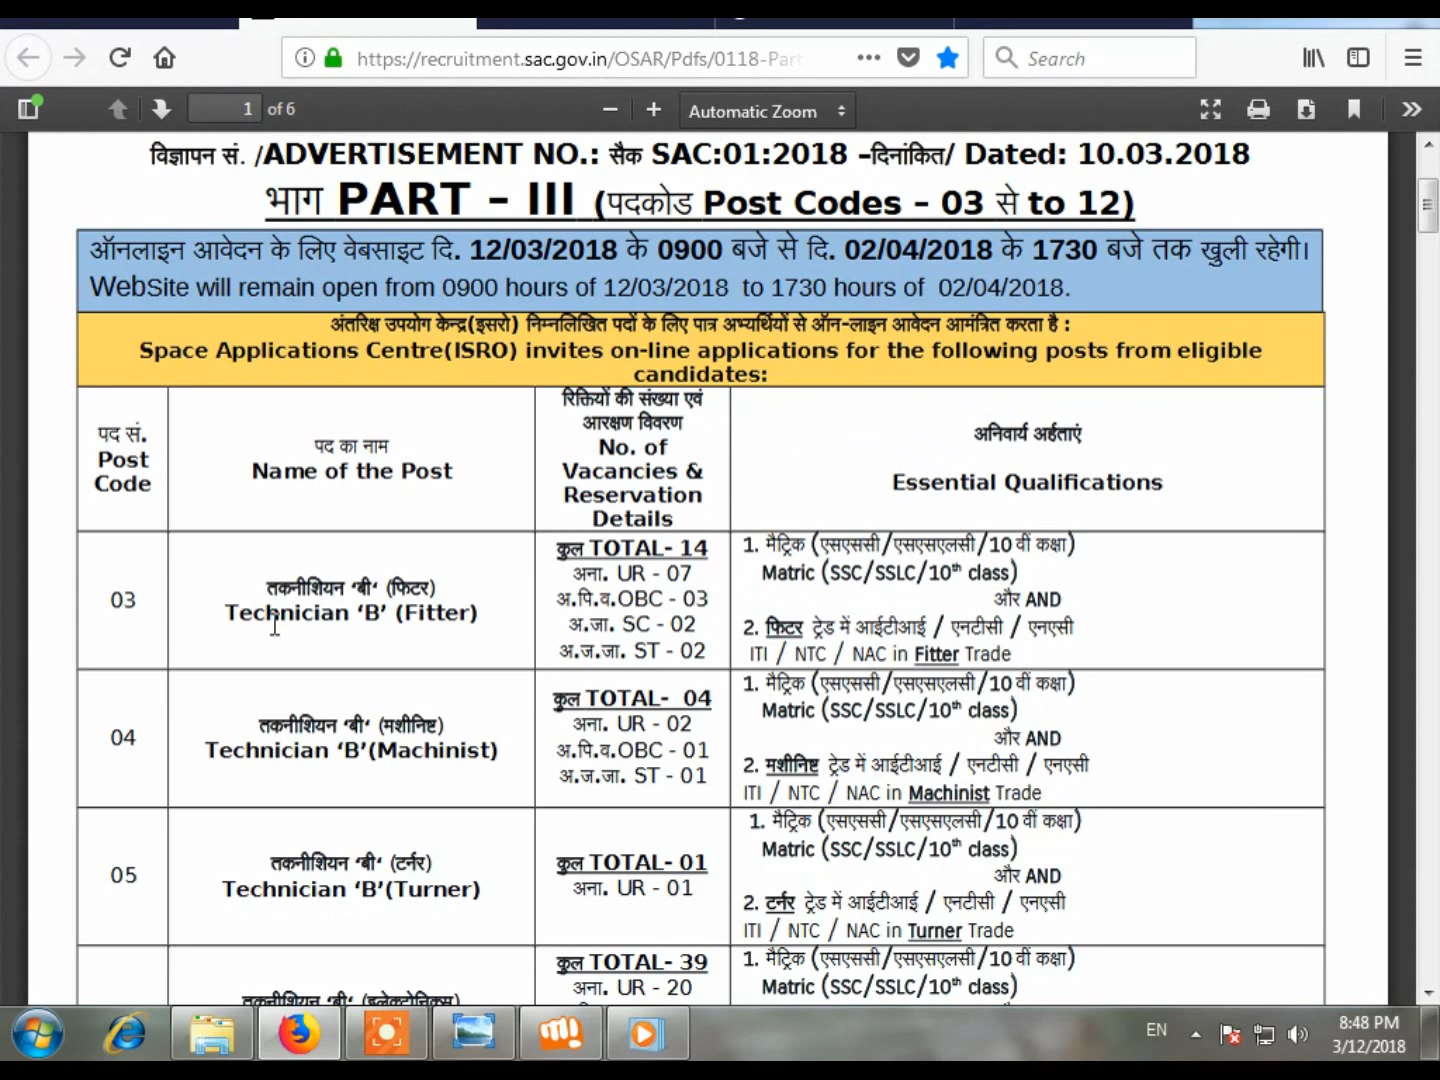 https://recruitment.sac.gov.in/OSAR/Pdfs/0118-Part
Search
1 of 6
Automatic Zoom
विज्ञापन सं. /ADVERTISEMENT NO.: सैक SAC:01:2018 –दिनांकित/ Dated: 10.03.2018
भाग PART – III (पदकोड Post Codes – 03 से to 12)
ऑनलाइन आवेदन के लिए वेबसाइट दि. 12/03/2018 के 0900 बजे से दि. 02/04/2018 के 1730 बजे तक खुली रहेगी।
WebSite will remain open from 0900 hours of 12/03/2018 to 1730 hours of 02/04/2018.
अंतरिक्ष उपयोग केन्द्र(इसरो) निम्नलिखित पदों के लिए पात्र अभ्यर्थियों से ऑन-लाइन आवेदन आमंत्रित करता है :
Space Applications Centre(ISRO) invites on-line applications for the following posts from eligible
candidates:
पद सं.
Post
Code
पद का नाम
Name of the Post
रिक्तियों की संख्या एवं
आरक्षण विवरण
No. of
Vacancies &
Reservation
Details
अनिवार्य अर्हताएं
Essential Qualifications
03
तकनीशियन ‘बी‘ (फिटर)
Technician ‘B’ (Fitter)
कुल TOTAL- 14
अना. UR - 07
अ.पि.व.OBC - 03
अ.जा. SC - 02
अ.ज.जा. ST - 02
1. मैट्रिक (एसएससी/एसएसएलसी/10 वीं कक्षा)
Matric (SSC/SSLC/10th class)
और AND
2. फिटर ट्रेड में आईटीआई / एनटीसी / एनएसी
ITI / NTC / NAC in Fitter Trade
04
तकनीशियन ‘बी‘ (मशीनिष्ट)
Technician ‘B’(Machinist)
कुल TOTAL- 04
अना. UR - 02
अ.पि.व.OBC - 01
अ.ज.जा. ST - 01
1. मैट्रिक (एसएससी/एसएसएलसी/10 वीं कक्षा)
Matric (SSC/SSLC/10th class)
और AND
2. मशीनिष्ट ट्रेड में आईटीआई / एनटीसी / एनएसी
ITI / NTC / NAC in Machinist Trade
05
तकनीशियन ‘बी‘ (टर्नर)
Technician ‘B’(Turner)
कुल TOTAL- 01
अना. UR - 01
1. मैट्रिक (एसएससी/एसएसएलसी/10 वीं कक्षा)
Matric (SSC/SSLC/10th class)
और AND
2. टर्नर ट्रेड में आईटीआई / एनटीसी / एनएसी
ITI / NTC / NAC in Turner Trade
तकनीशियन ‘बी‘ (इलेक्ट्रोनिक्स)
कुल TOTAL- 39
अना. UR - 20
1. मैट्रिक (एसएससी/एसएसएलसी/10 वीं कक्षा)
Matric (SSC/SSLC/10th class)
EN
8:48 PM
3/12/2018